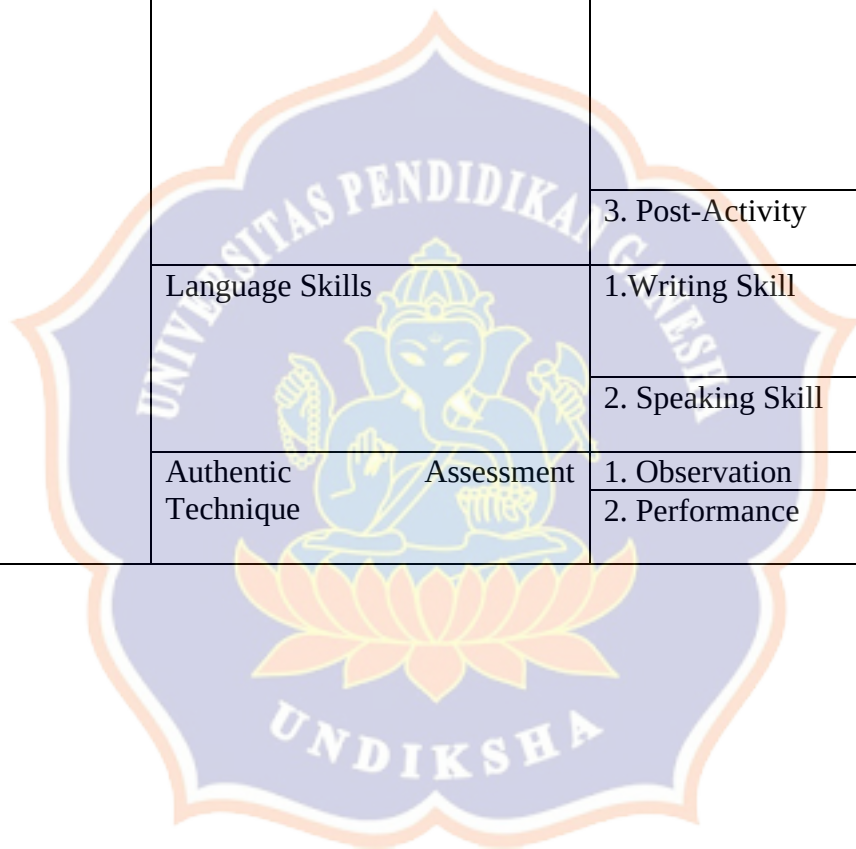 3. Post-Activity
Language Skills
1.Writing Skill
2. Speaking Skill
Authentic Assessment
Technique
1. Observation
2. Performance
UNIVERSITAS PENDIDIKAN GANESHA
UNDIKSHA